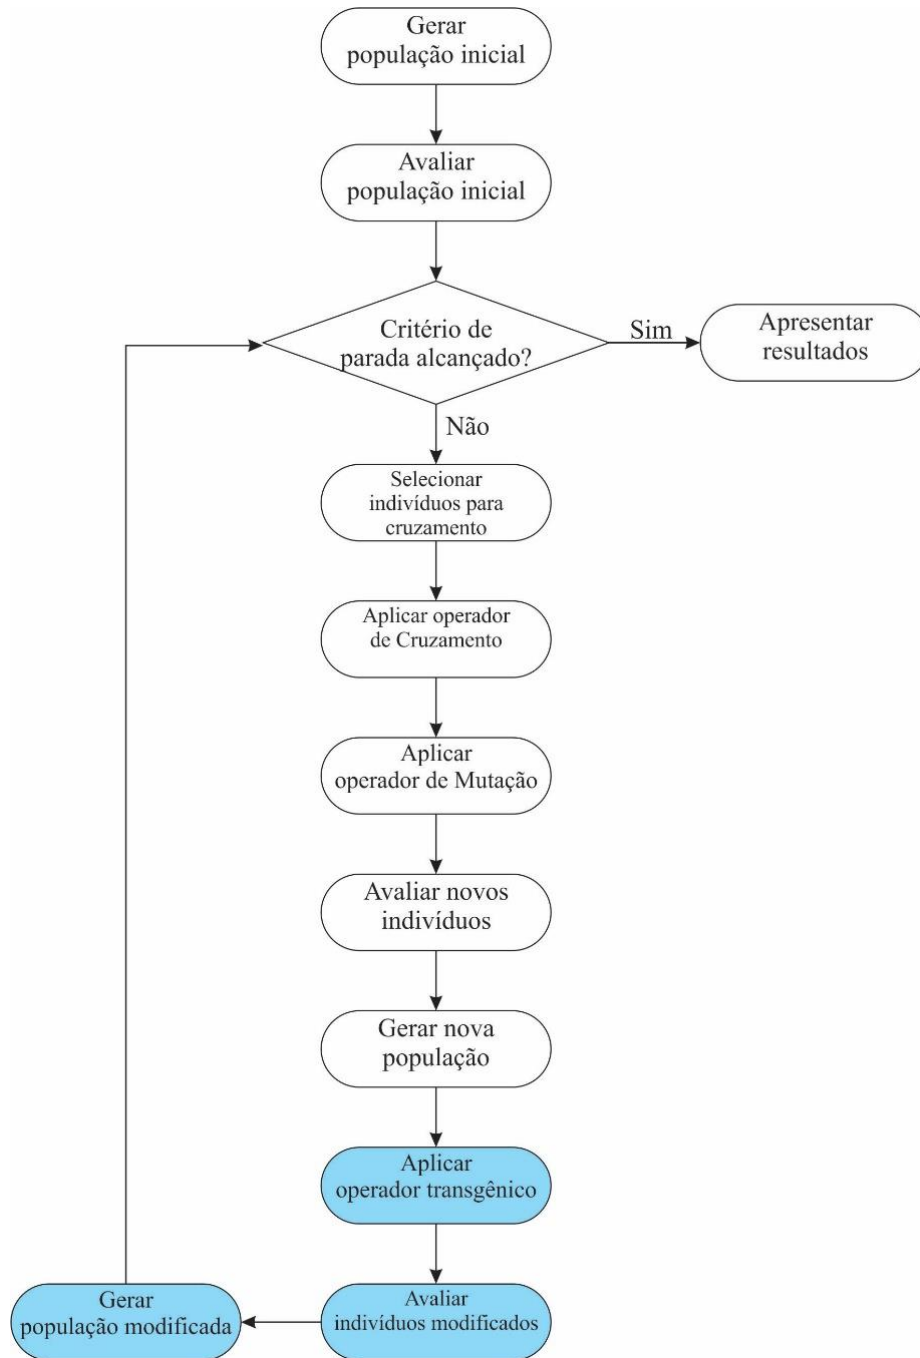 Gerar
população inicial
Avaliar
população inicial
Critério de
parada alcançado?
Sim
Apresentar
resultados
Não
Selecionar
indivíduos para
cruzamento
Aplicar operador
de Cruzamento
Aplicar
operador de Mutação
Avaliar novos
indivíduos
Gerar nova
população
Aplicar
operador transgênico
Avaliar
indivíduos modificados
Gerar
população modificada